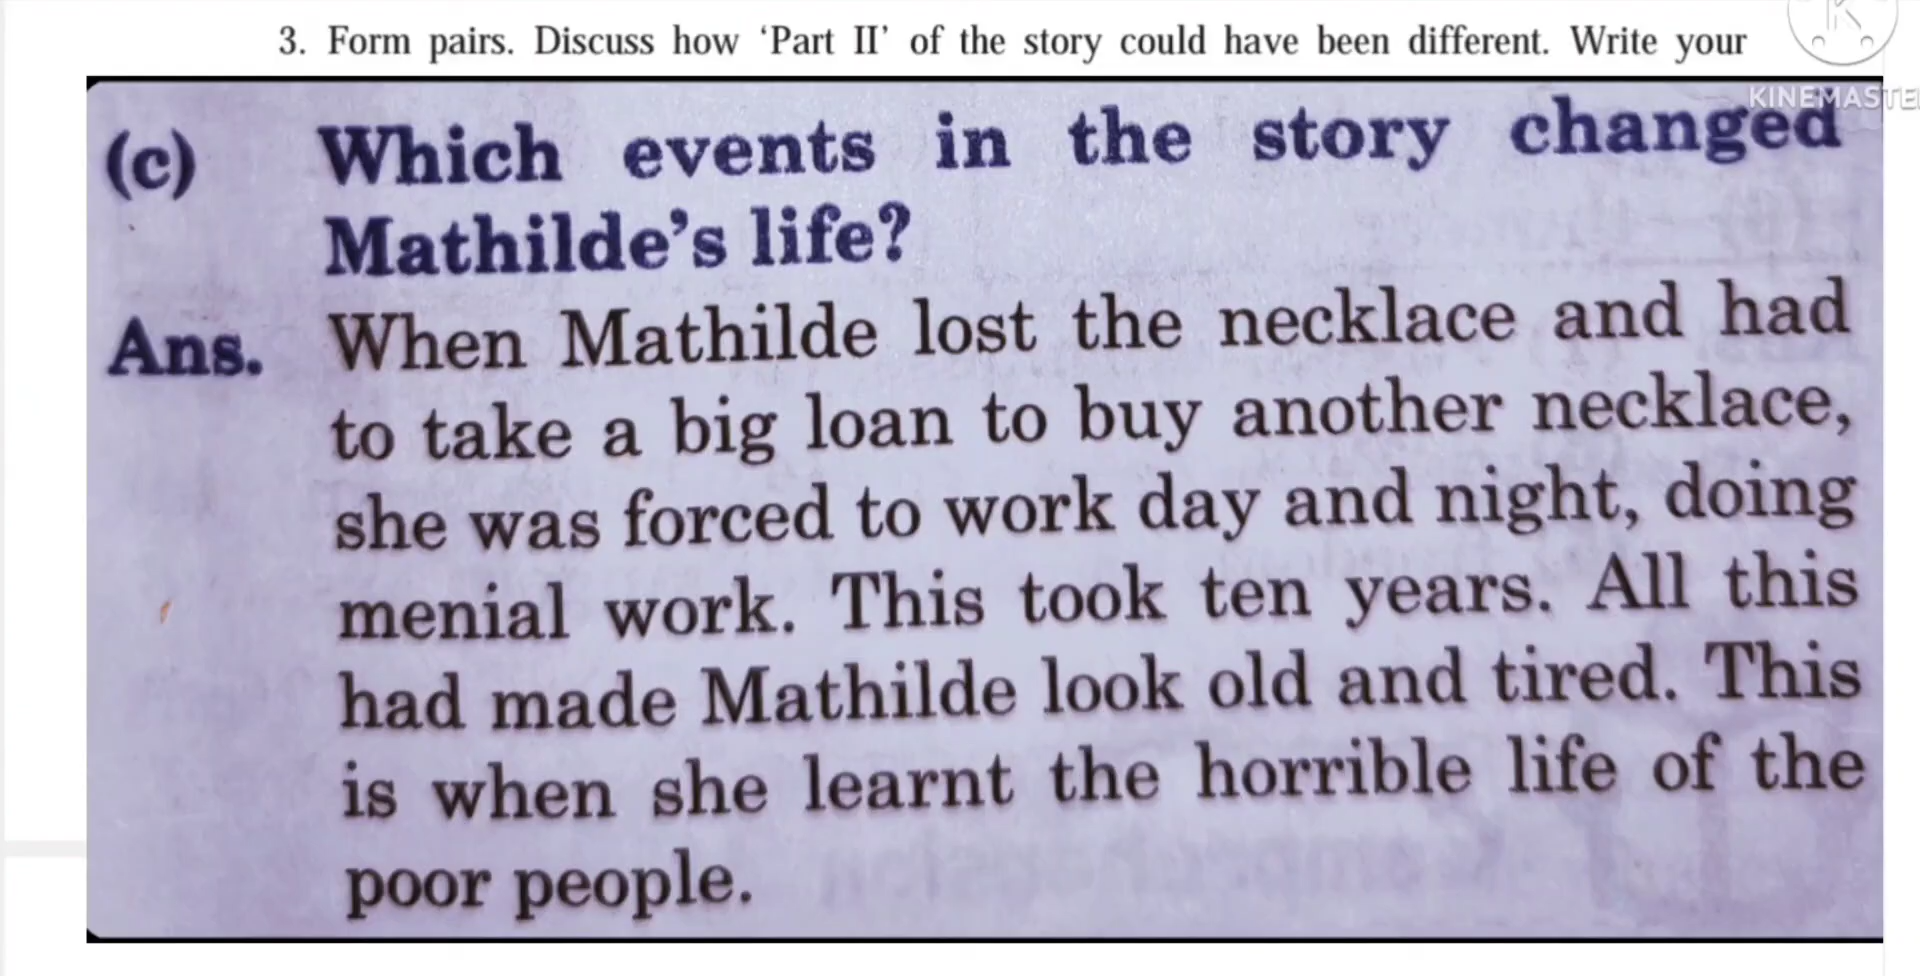 3. Form pairs. Discuss how ‘Part II’ of the story could have been different. Write your
KINEMASTE
(c) Which events in the story changed
Mathilde’s life?
Ans. When Mathilde lost the necklace and had
to take a big loan to buy another necklace,
she was forced to work day and night, doing
menial work. This took ten years. All this
had made Mathilde look old and tired. This
is when she learnt the horrible life of the
poor people.